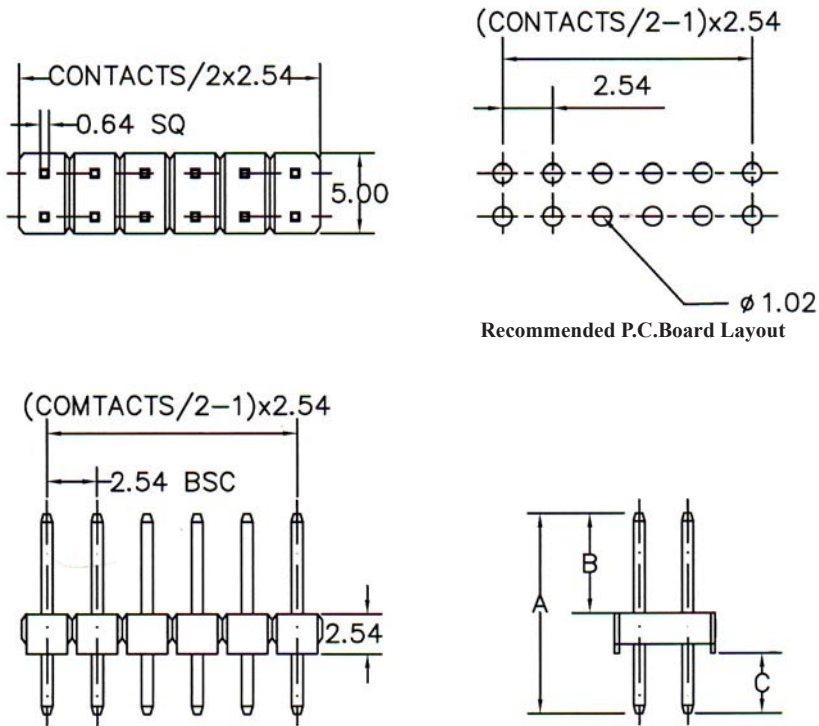 CONTACTS/2x2.54
0.64 SQ
5.00
(CONTACTS/2-1)x2.54
2.54
ø 1.02
Recommended P.C.Board Layout
(COMTACTS/2-1)x2.54
2.54 BSC
2.54
A
B
C